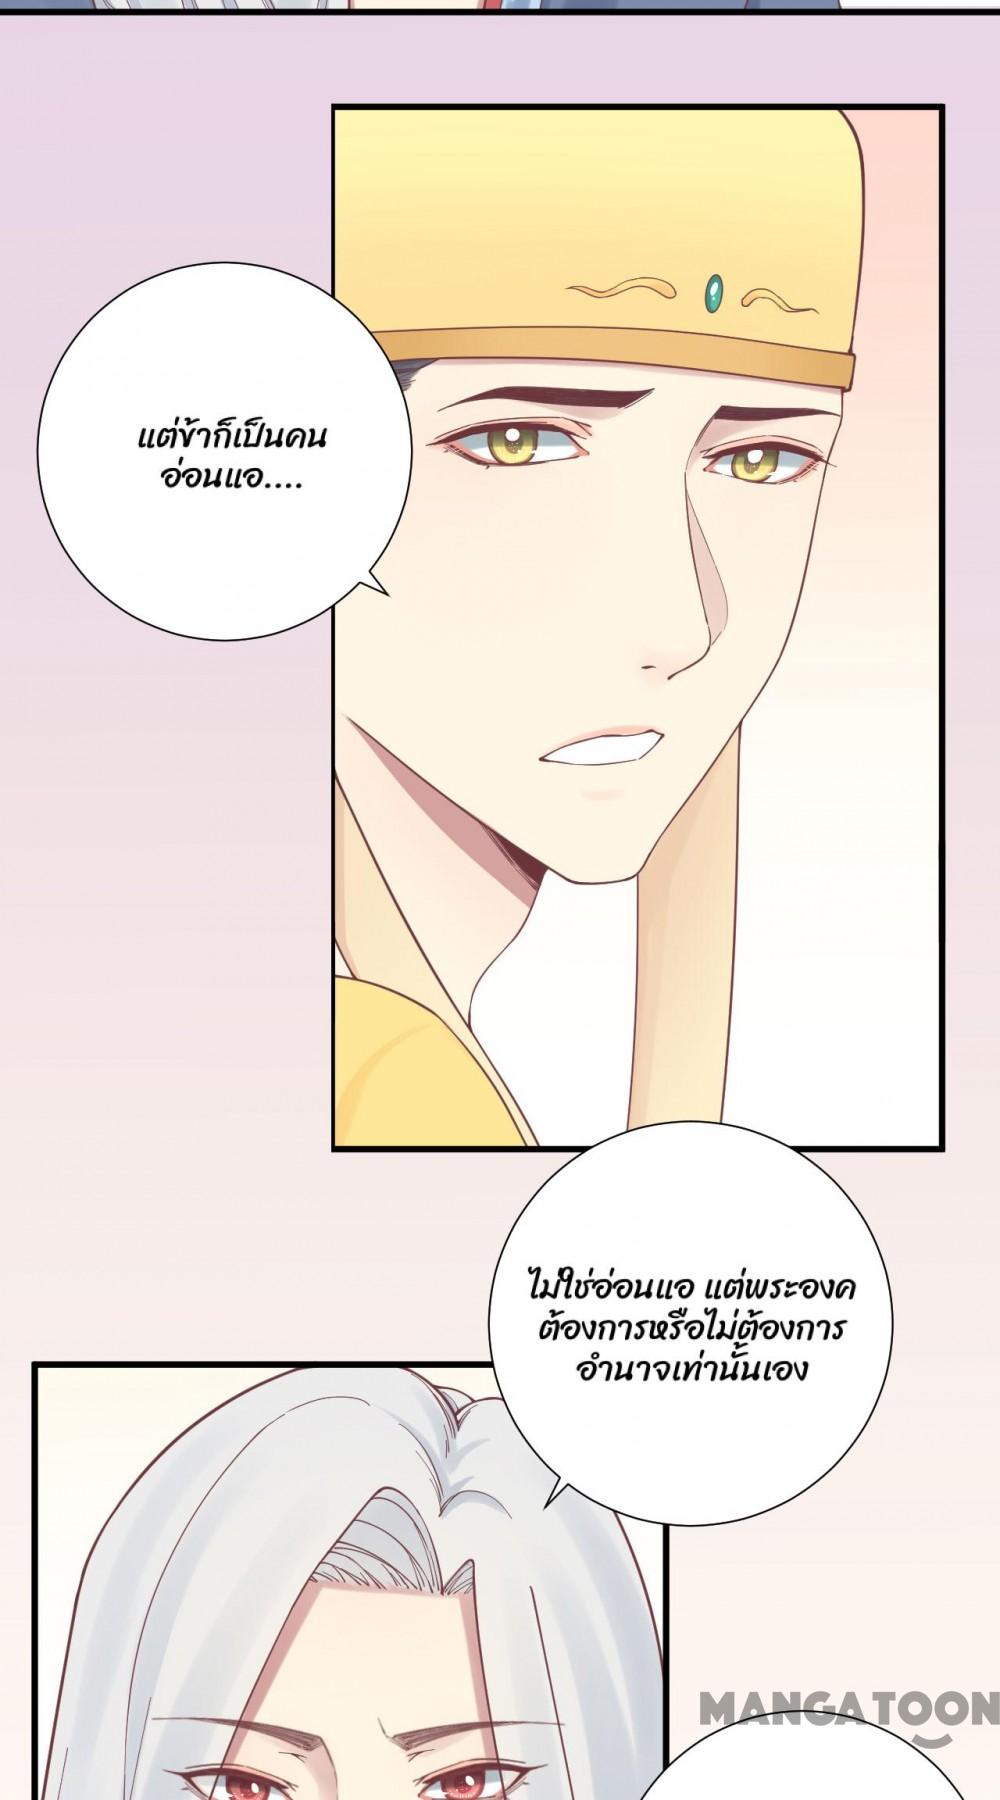 แต่ข้าก็เป็นคน
อ่อนแอ....
ไม่ใช่อ่อนแอ แต่พระองค์
ต้องการหรือไม่ต้องการ
อำนาจเท่านั้นเอง
MANGATOON